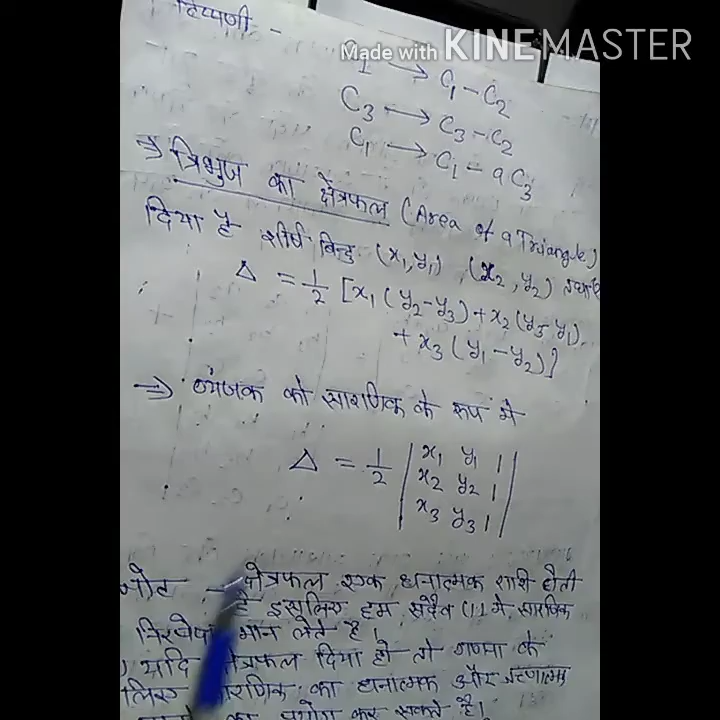 टिप्पणी -
Made with KINEMASTER
→ C1 - C2
C3 → C3 - C2
C1 → C1 - a C3
⇒ त्रिभुज का क्षेत्रफल (Area of a Triangle)
दिया है शीर्ष बिन्दु (x1, y1), (x2, y2)
Δ = 1/2 [x1 (y2 - y3) + x2 (y3 - y1)
+ x3 (y1 - y2)]
⇒ व्यंजक को सारणिक के रूप में
Δ = 1/2 | x1 y1 1 |
| x2 y2 1 |
| x3 y3 1 |
नोट - क्षेत्रफल एक धनात्मक राशि होती
है इसलिए हम सदैव (1) में सारणिक
मान लेते है।
यदि क्षेत्रफल दिया हो तो गणना के
लिए सारणिक का धनात्मक और ऋणात्मक
का प्रयोग कर सकते है।